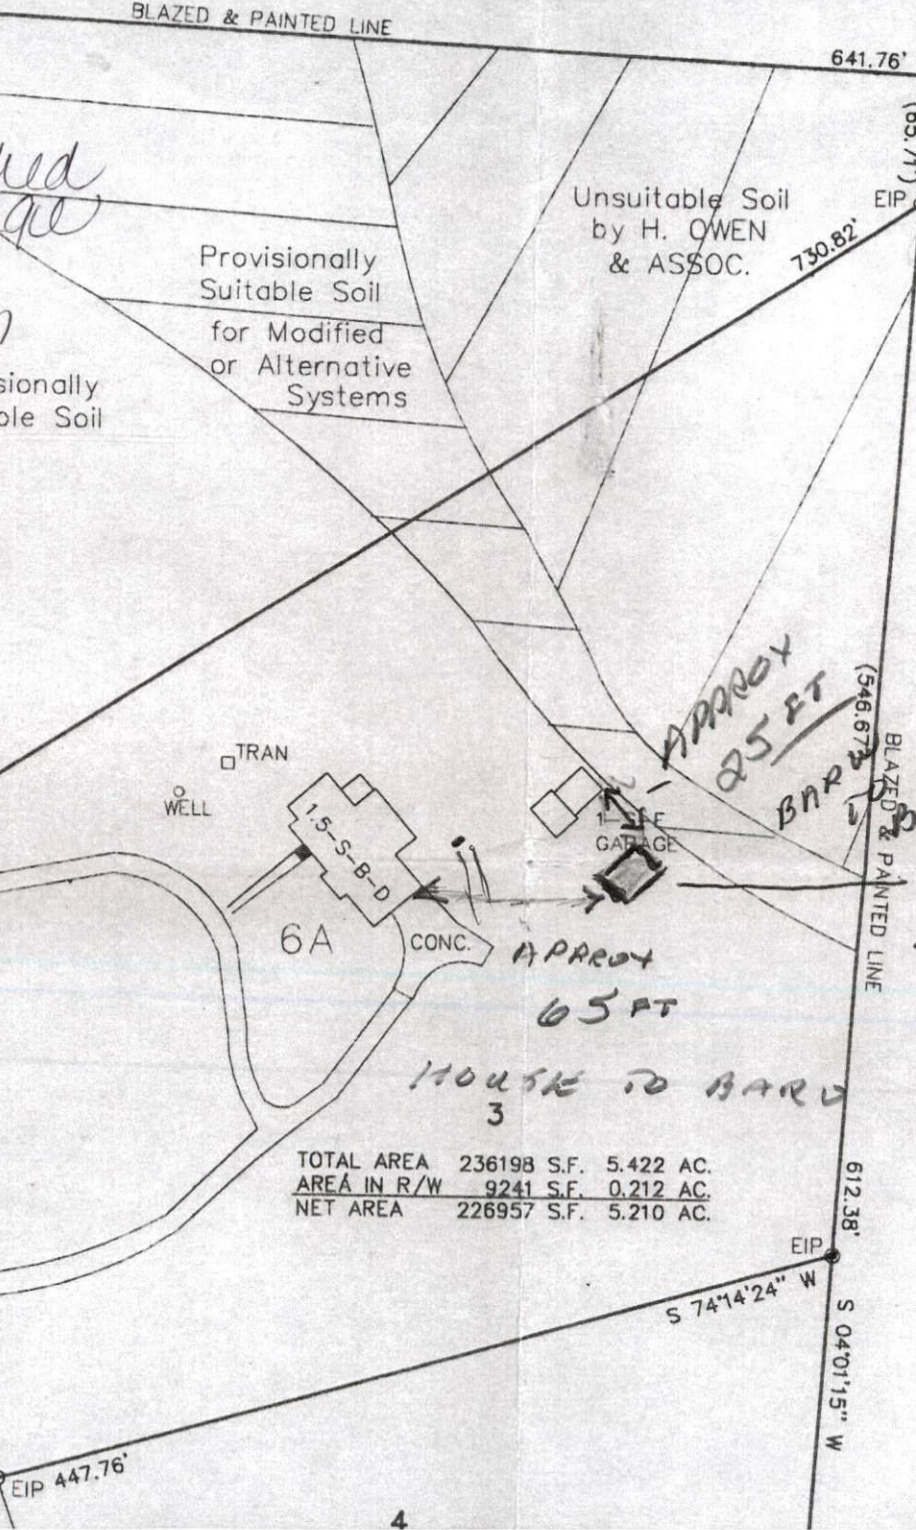 BLAZED & PAINTED LINE
641.76'
EIP
Unsuitable Soil
by H. OWEN
& ASSOC.
730.82'
Provisionally
Suitable Soil
for Modified
or Alternative
Systems
sionally
ble Soil
APPROX
25 FT
(546.67')
BLAZED & PAINTED LINE
TRAN
WELL
1.5-S-B-D
GARAGE
6A
CONC.
APPROX
65 FT
HOUSE TO BARN
3
TOTAL AREA 236198 S.F. 5.422 AC.
AREA IN R/W 9241 S.F. 0.212 AC.
NET AREA 226957 S.F. 5.210 AC.
612.38'
EIP
S 74°14'24" W
S 04°01'15" W
EIP 447.76'
4